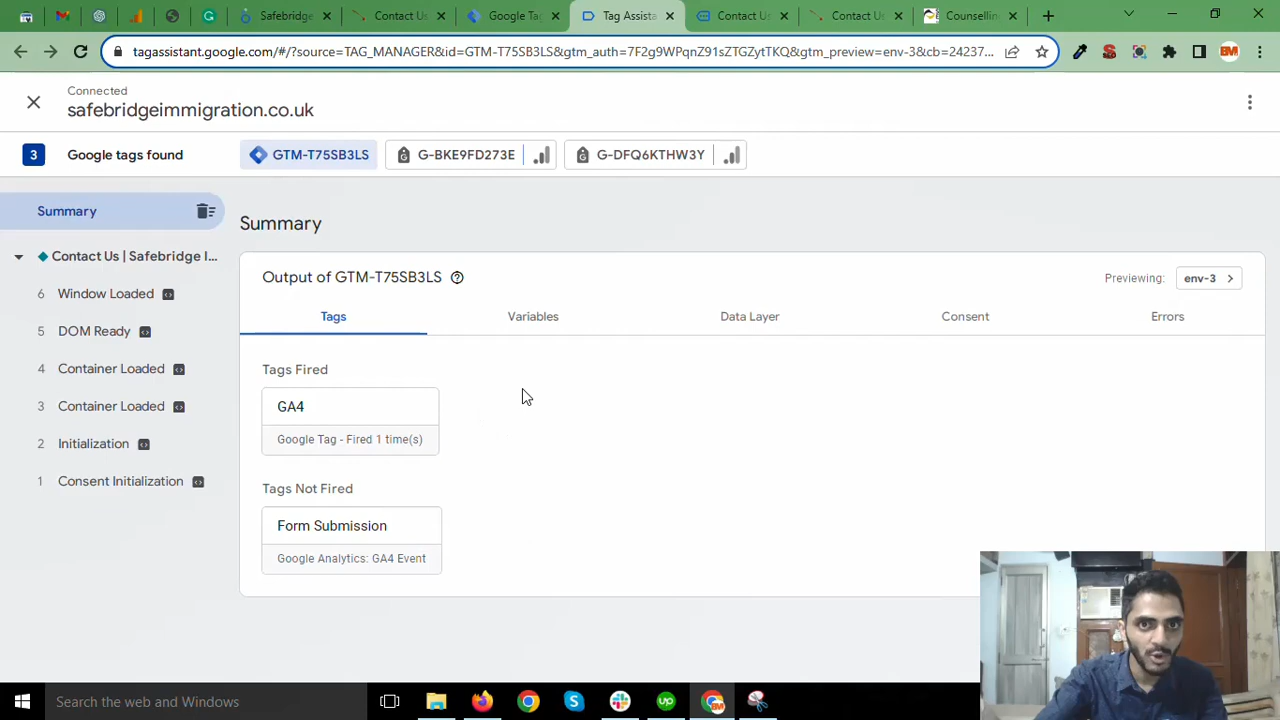 Safebridge
Contact Us
Google Tag
Tag Assista
Contact Us
Contact Us
Counselling
tagassistant.google.com/#/?source=TAG_MANAGER&id=GTM-T75SB3LS&gtm_auth=7F2g9WPqnZ91sZTGZytTKQ&gtm_preview=env-3&cb=24237...
Connected
safebridgeimmigration.co.uk
3 Google tags found GTM-T75SB3LS G-BKE9FD273E G-DFQ6KTHW3Y
Summary
Contact Us | Safebridge I...
6 Window Loaded
5 DOM Ready
4 Container Loaded
3 Container Loaded
2 Initialization
1 Consent Initialization
Summary
Output of GTM-T75SB3LS
Previewing: env-3
Tags Variables Data Layer Consent Errors
Tags Fired
GA4
Google Tag - Fired 1 time(s)
Tags Not Fired
Form Submission
Google Analytics: GA4 Event
Search the web and Windows